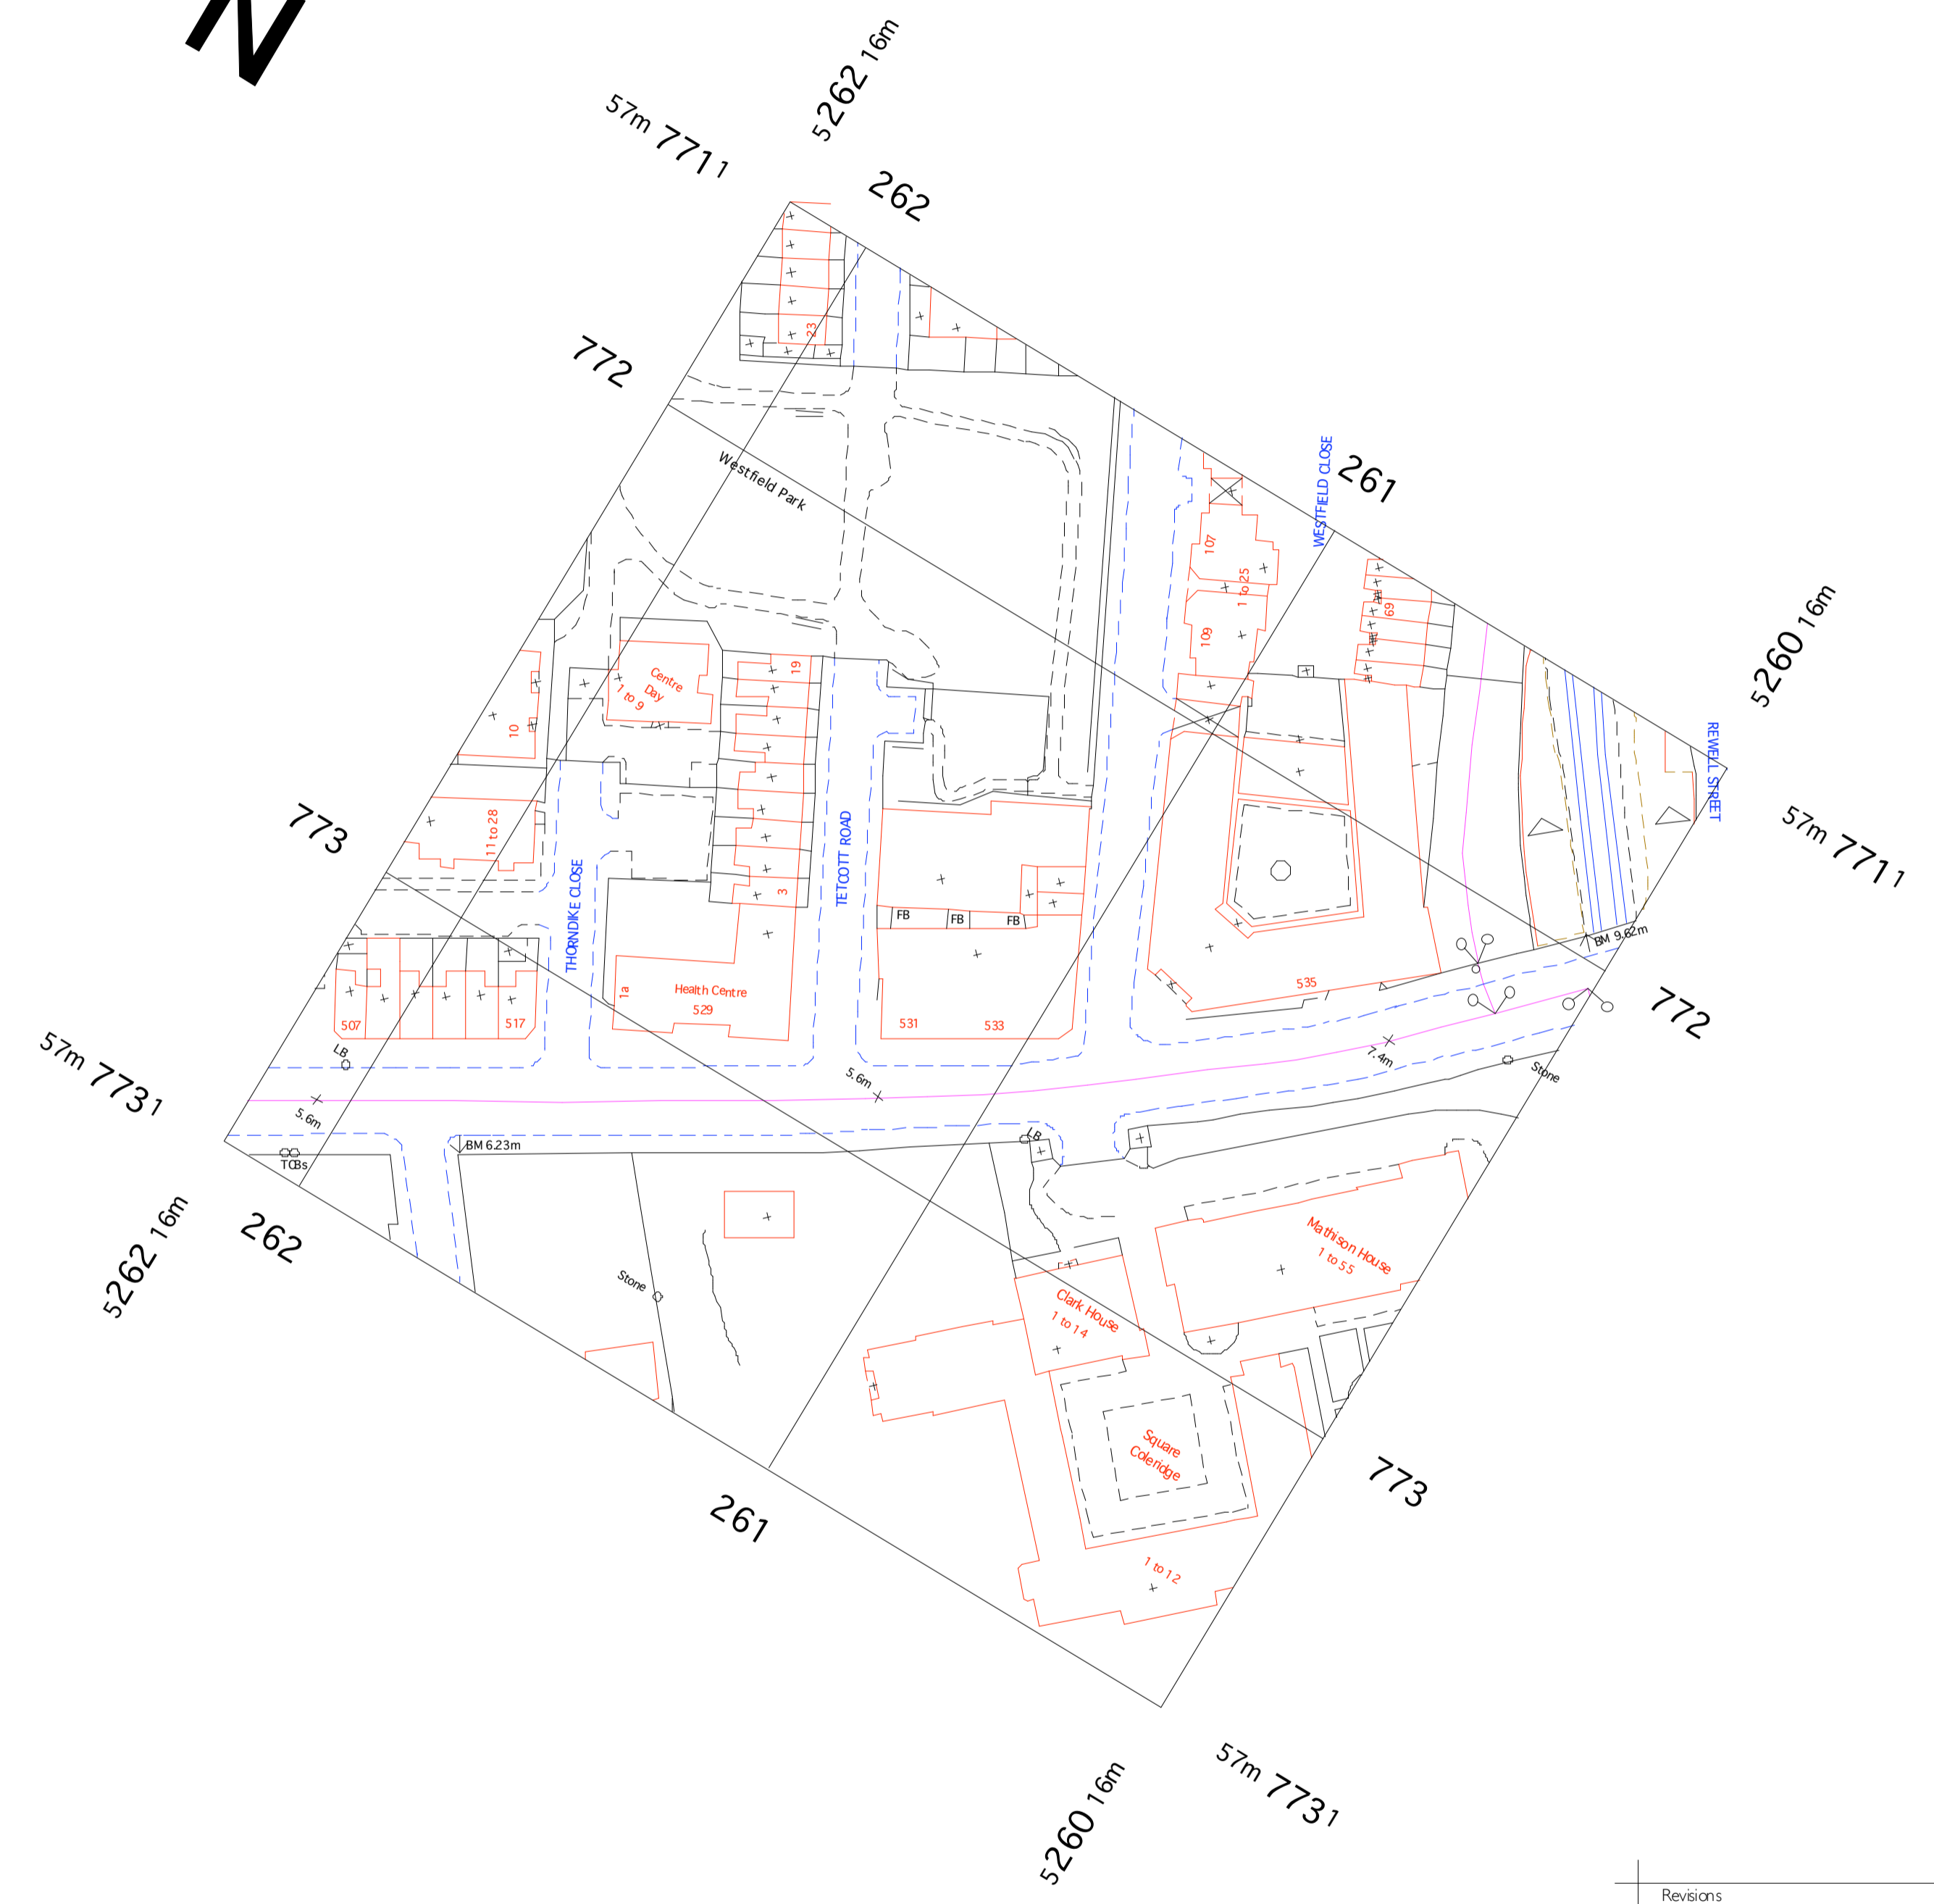 N
5262 16m
57m 7711
262
772
23
Westfield Park
WESTFIELD CLOSE
261
107
1 to 25
109
69
5260 16m
REWELL STREET
57m 7711
Centre
Day
1 to 9
19
10
773
11 to 28
TETCOTT ROAD
3
THORNDIKE CLOSE
FB
FB
FB
BM 9.62m
535
1a
Health Centre
529
531
533
507
517
772
57m 7731
LB
5.6m
7.4m
Stone
5.6m
LB
BM 6.23m
TCBs
5262 16m
262
Mathison House
1 to 55
Stone
Clark House
1 to 14
Square
Coleridge
773
261
1 to 12
57m 7731
5260 16m
Revisions